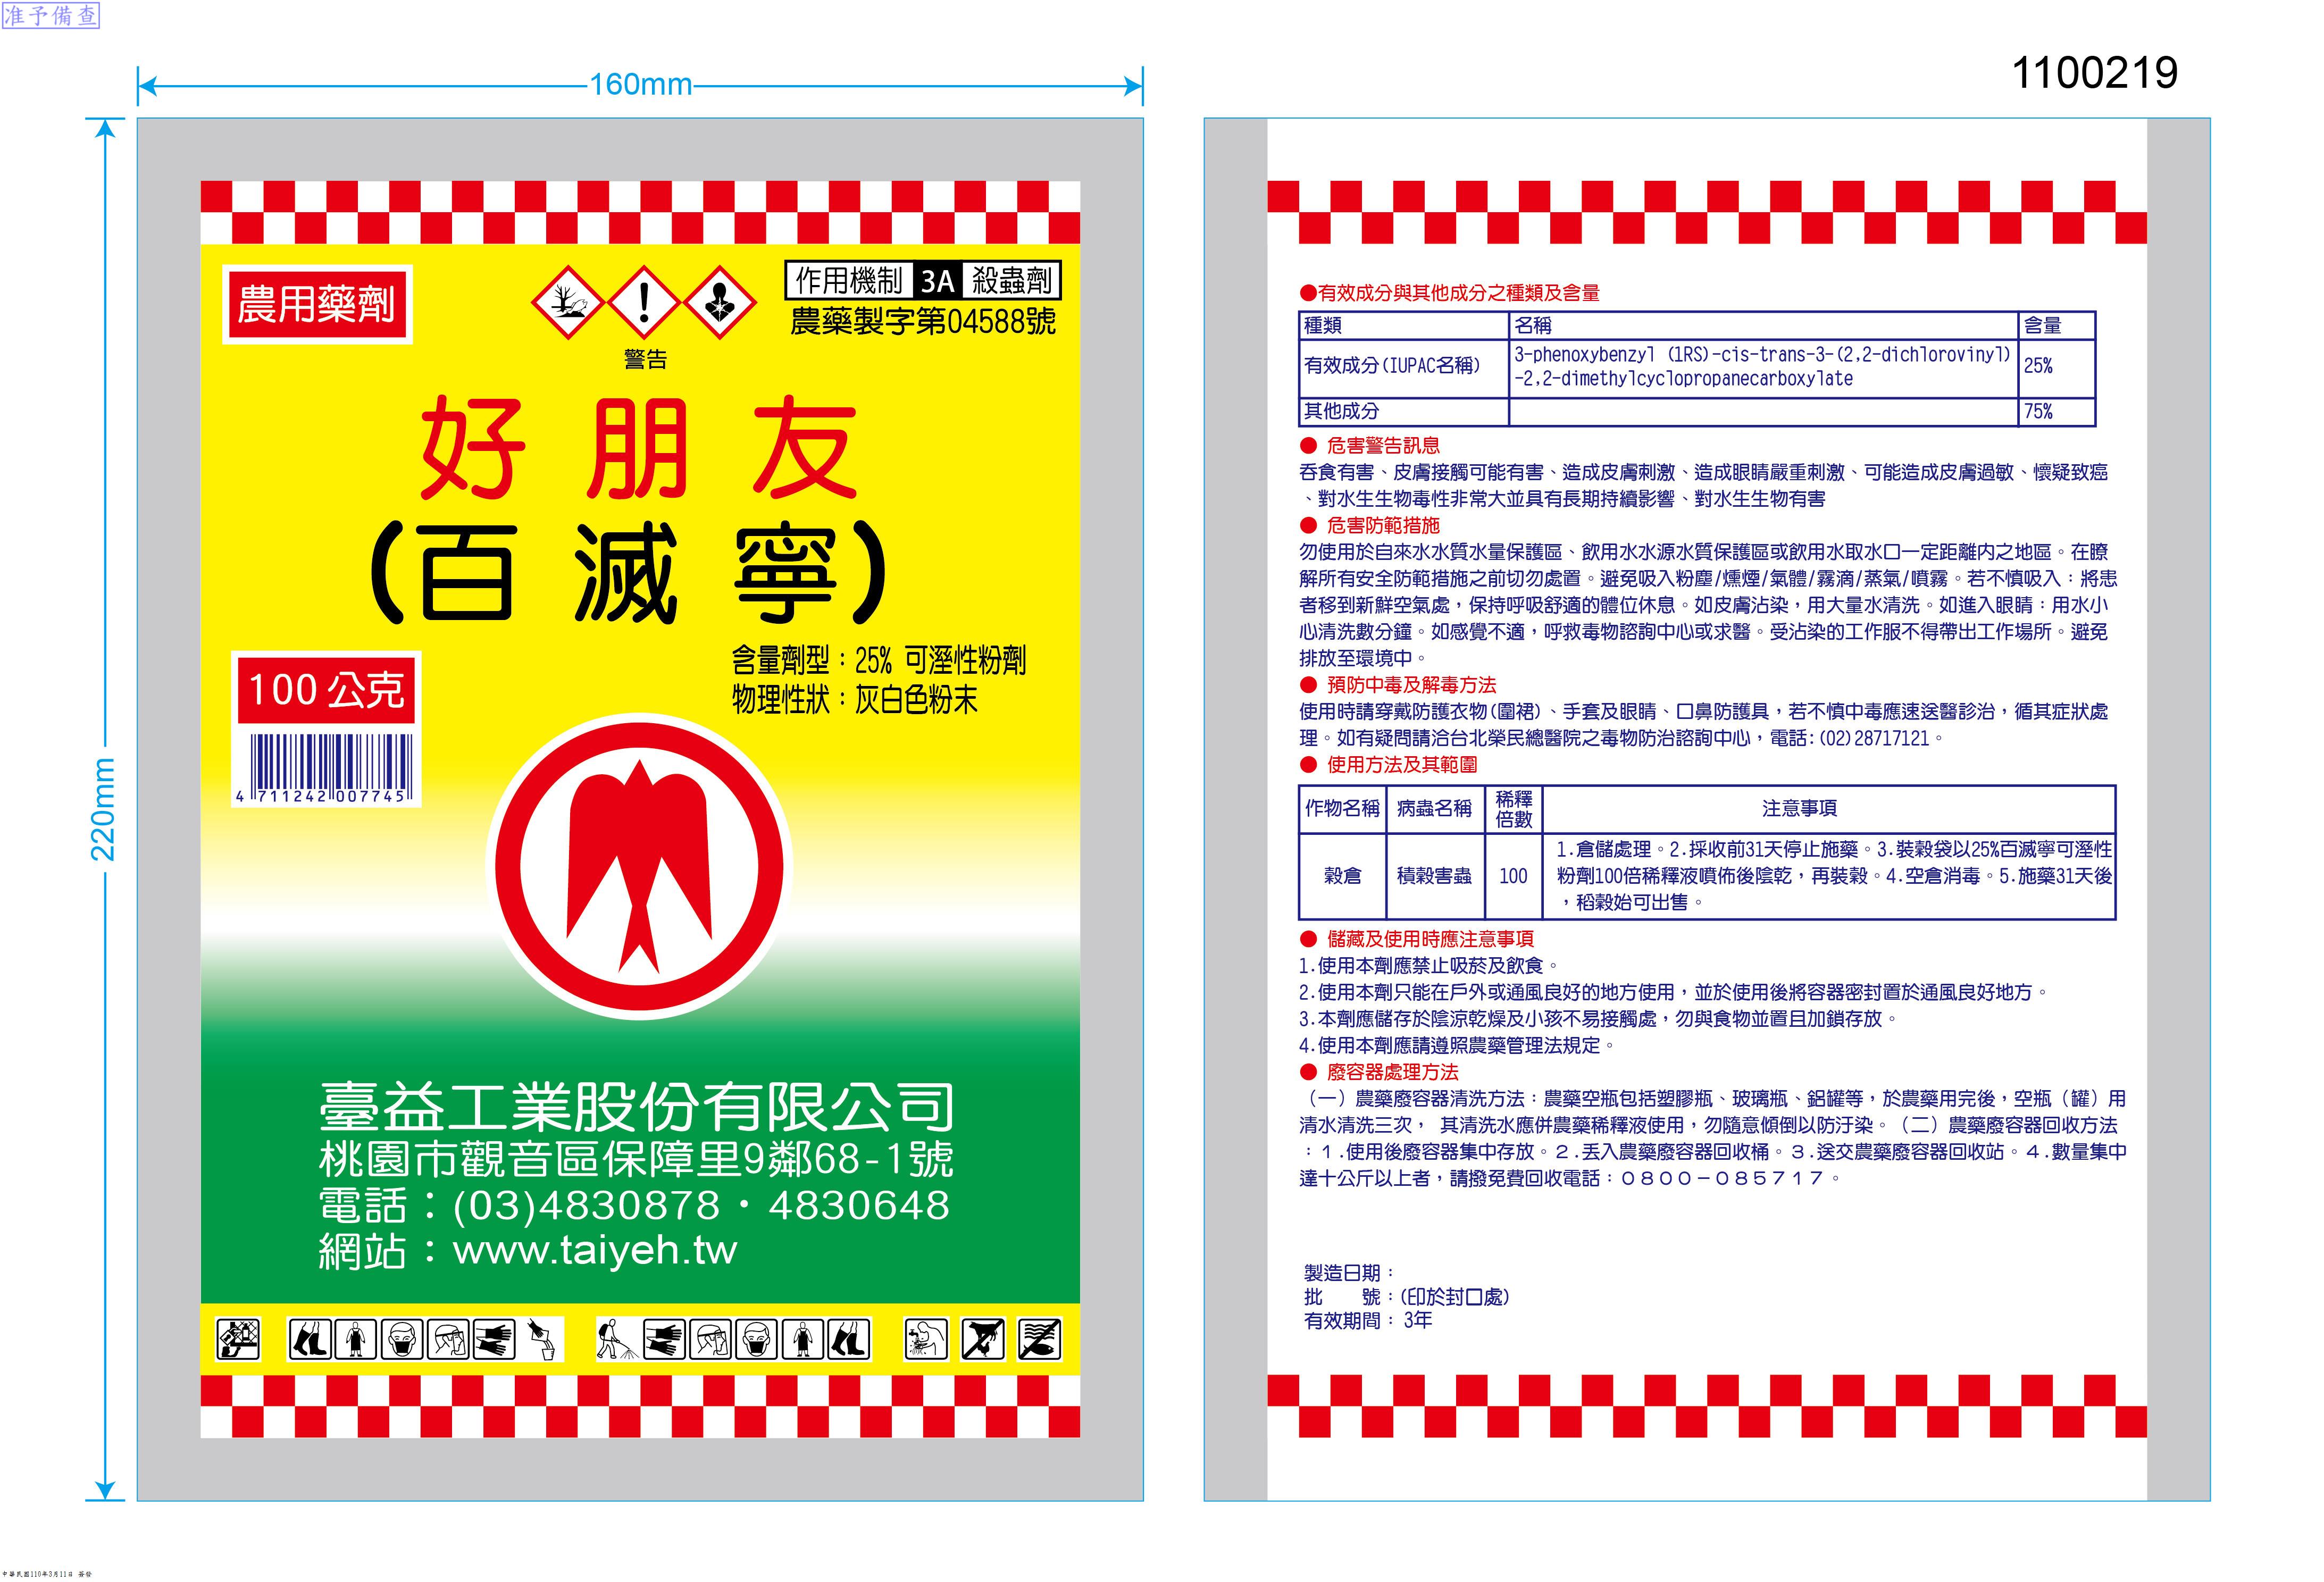 准予備查
1100219
160mm
220mm
農用藥劑
警告
作用機制 3A 殺蟲劑
農藥製字第04588號
好朋友
(百滅寧)
含量劑型：25% 可溼性粉劑
物理性狀：灰白色粉末
100公克
4 711242 007745
臺益工業股份有限公司
桃園市觀音區保障里9鄰68-1號
電話：(03)4830878・4830648
網站：www.taiyeh.tw
●有效成分與其他成分之種類及含量
種類 名稱 含量
有效成分(IUPAC名稱) 3-phenoxybenzyl (1RS)-cis-trans-3-(2,2-dichlorovinyl)
-2,2-dimethylcyclopropanecarboxylate 25%
其他成分 75%
● 危害警告訊息
吞食有害、皮膚接觸可能有害、造成皮膚刺激、造成眼睛嚴重刺激、可能造成皮膚過敏、懷疑致癌
、對水生生物毒性非常大並具有長期持續影響、對水生生物有害
● 危害防範措施
勿使用於自來水水質水量保護區、飲用水水源水質保護區或飲用水取水口一定距離內之地區。在瞭
解所有安全防範措施之前切勿處置。避免吸入粉塵/燻煙/氣體/霧滴/蒸氣/噴霧。若不慎吸入：將患
者移到新鮮空氣處，保持呼吸舒適的體位休息。如皮膚沾染，用大量水清洗。如進入眼睛：用水小
心清洗數分鐘。如感覺不適，呼救毒物諮詢中心或求醫。受沾染的工作服不得帶出工作場所。避免
排放至環境中。
● 預防中毒及解毒方法
使用時請穿戴防護衣物(圍裙)、手套及眼睛、口鼻防護具，若不慎中毒應速送醫診治，循其症狀處
理。如有疑問請洽台北榮民總醫院之毒物防治諮詢中心，電話:(02)28717121。
● 使用方法及其範圍
作物名稱 病蟲名稱 稀釋倍數 注意事項
穀倉 積穀害蟲 100 1.倉儲處理。2.採收前31天停止施藥。3.裝穀袋以25%百滅寧可溼性
粉劑100倍稀釋液噴佈後陰乾，再裝穀。4.空倉消毒。5.施藥31天後
，稻穀始可出售。
● 儲藏及使用時應注意事項
1.使用本劑應禁止吸菸及飲食。
2.使用本劑只能在戶外或通風良好的地方使用，並於使用後將容器密封置於通風良好地方。
3.本劑應儲存於陰涼乾燥及小孩不易接觸處，勿與食物並置且加鎖存放。
4.使用本劑應請遵照農藥管理法規定。
● 廢容器處理方法
（一）農藥廢容器清洗方法：農藥空瓶包括塑膠瓶、玻璃瓶、鋁罐等，於農藥用完後，空瓶（罐）用
清水清洗三次， 其清洗水應併農藥稀釋液使用，勿隨意傾倒以防汙染。（二）農藥廢容器回收方法
：１.使用後廢容器集中存放。２.丟入農藥廢容器回收桶。３.送交農藥廢容器回收站。４.數量集中
達十公斤以上者，請撥免費回收電話：０８００－０８５７１７。
製造日期：
批　　號：(印於封口處)
有效期間：3年
中華民國110年3月11日 簽發